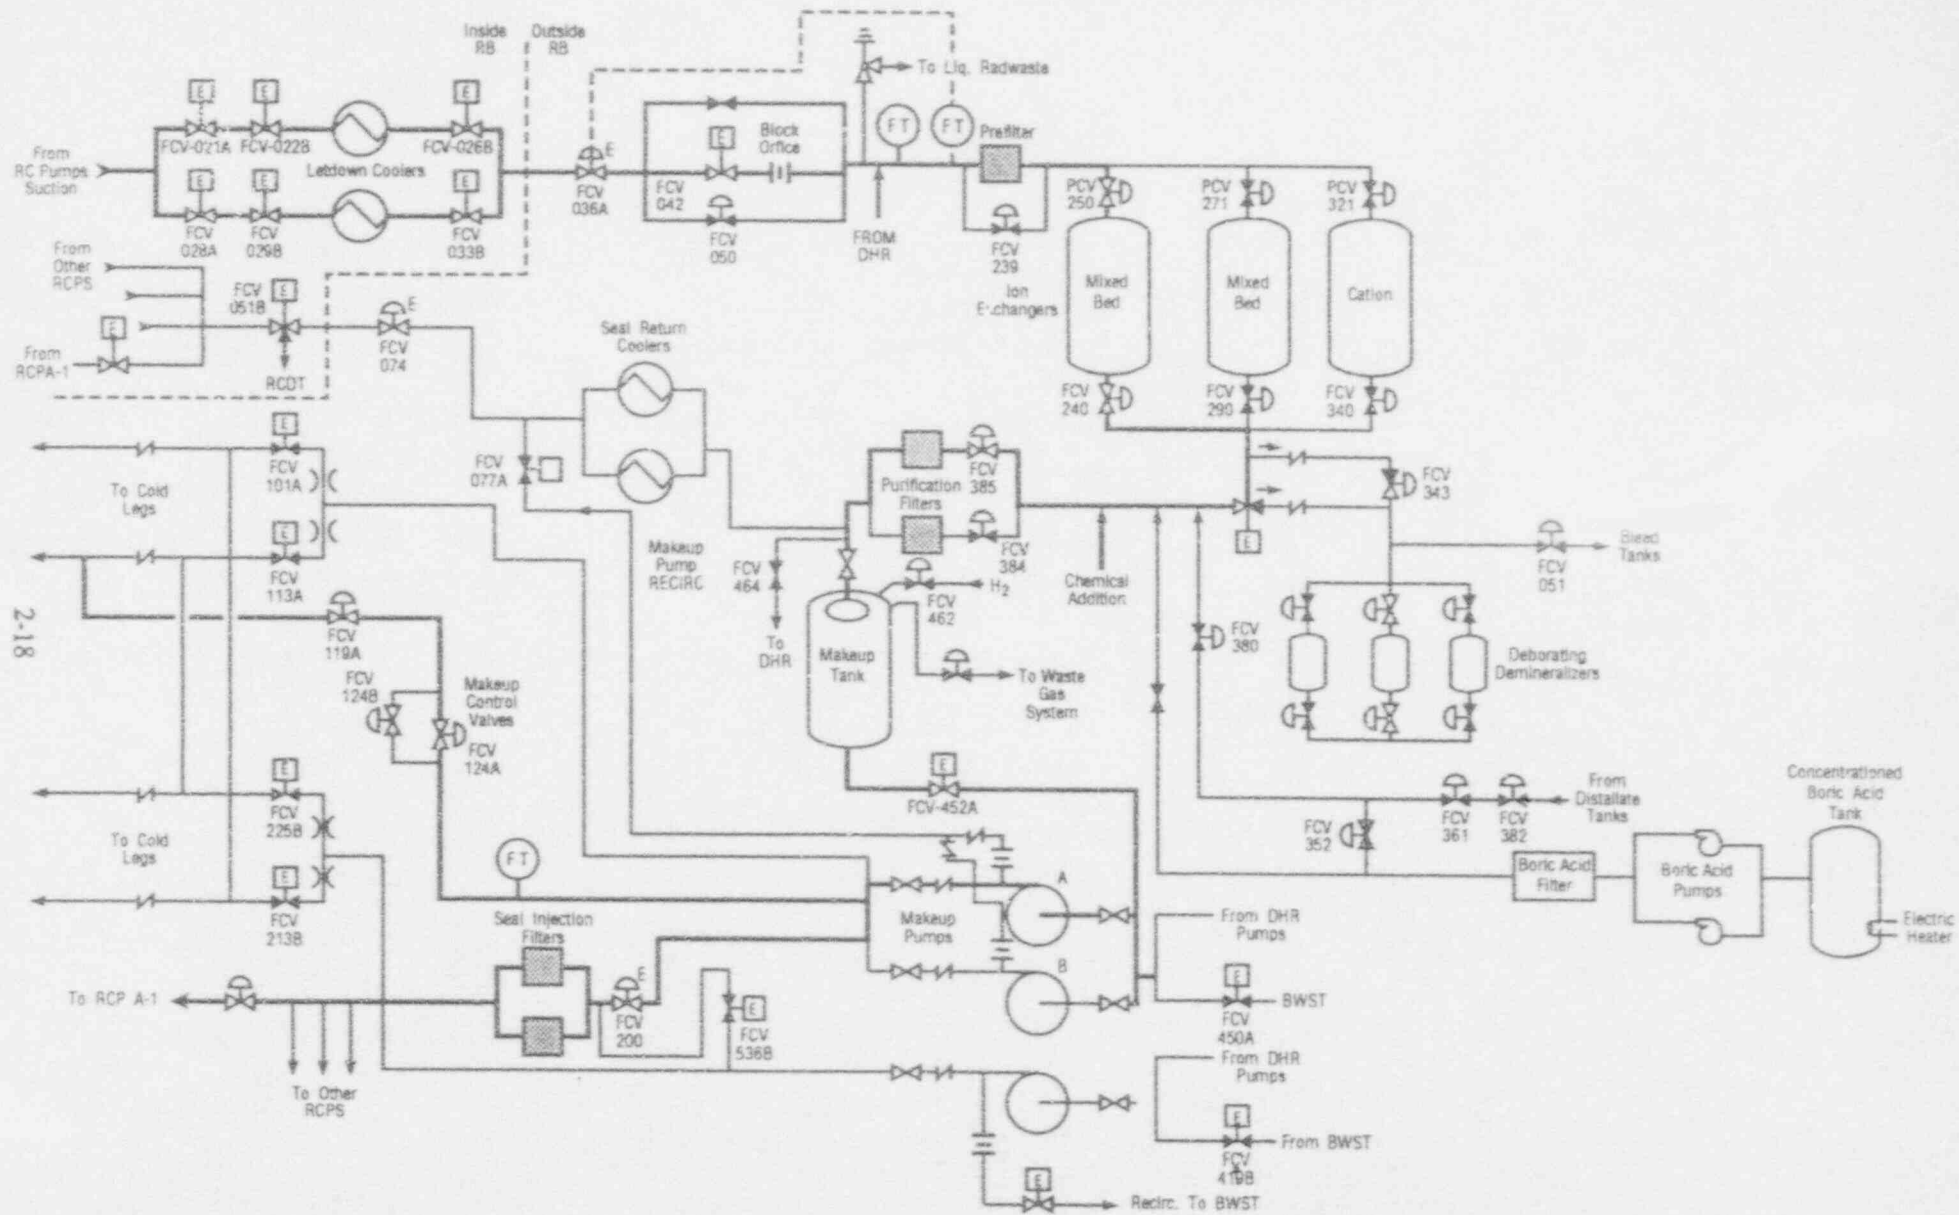 Inside
RB
Outside
RB
To Liq. Radwaste
E
E
E
FCV-021A
FCV-022B
FCV-026B
From
RC Pumps
Suction
Letdown Coolers
E
E
E
FCV
028A
FCV
029B
FCV
033B
E
FCV
036A
FCV
042
E
Block
Orfice
FCV
050
FT
FT
Prefilter
FROM
DHR
FCV
239
PCV
250
PCV
271
PCV
321
Ion
Mixed
Bed
Mixed
Bed
Cation
FCV
240
FCV
290
FCV
340
From
Other
RCPS
FCV
051B
E
E
From
RCPA-1
RCDT
E
FCV
074
Seal Return
Coolers
FCV
077A
E
FCV
101A
To Cold
Legs
E
FCV
113A
FCV
385
Purification
Filters
FCV
384
FCV
343
E
FCV
051
Bleed
Tanks
Makeup
Pump
RECIRC
FCV
464
To
DHR
FCV
462
H2
Chemical
Addition
FCV
380
Makeup
Tank
To Waste
Gas
System
Deborating
Demineralizers
2-18
FCV
119A
FCV
124B
Makeup
Control
Valves
FCV
124A
E
FCV-452A
E
FCV
225B
To Cold
Legs
E
FCV
213B
FCV
352
FCV
361
FCV
382
From
Distallate
Tanks
Concentrationed
Boric Acid
Tank
Boric Acid
Filter
Boric Acid
Pumps
Electric
Heater
FT
Seal Injection
Filters
A
Makeup
Pumps
B
From DHR
Pumps
E
BWST
FCV
450A
To RCP A-1
E
FCV
200
E
FCV
536B
To Other
RCPS
From DHR
Pumps
E
From BWST
FCV
419B
E
Recirc. To BWST